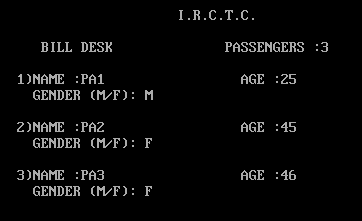 I.R.C.T.C.
BILL DESK PASSENGERS :3
1)NAME :PA1 AGE :25
GENDER (M/F): M
2)NAME :PA2 AGE :45
GENDER (M/F): F
3)NAME :PA3 AGE :46
GENDER (M/F): F